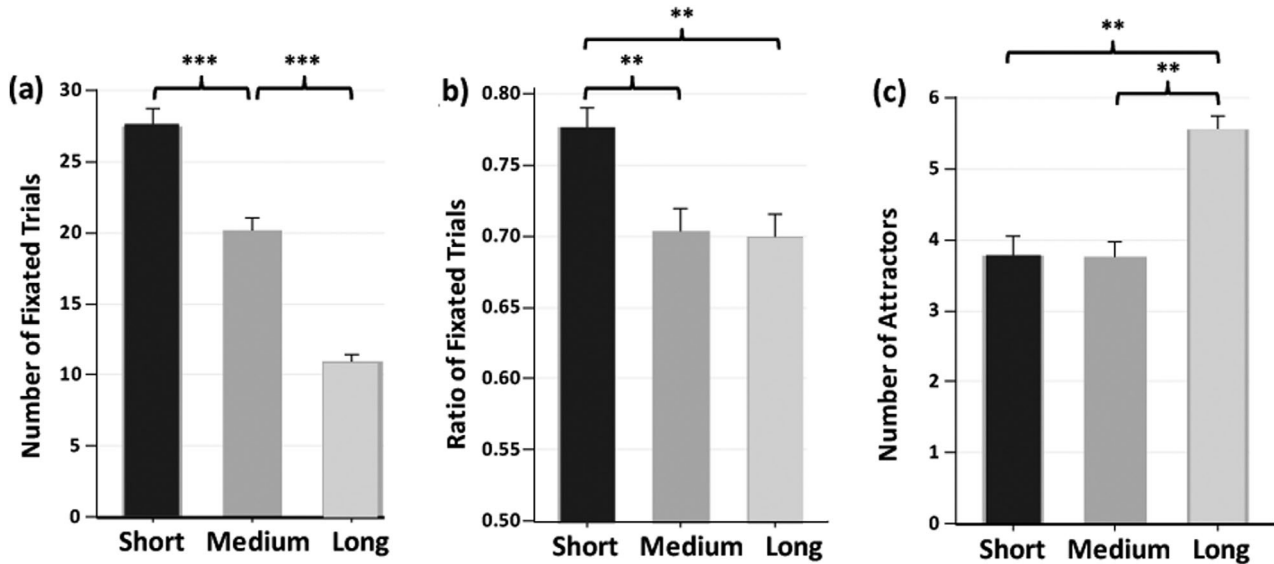 (a)
Number of Fixated Trials
30
25
20
15
10
5
0
*** ***
Short Medium Long
b)
Ratio of Fixated Trials
0.80
0.75
0.70
0.65
0.60
0.55
0.50
**
**
Short Medium Long
(c)
Number of Attractors
6
5
4
3
2
1
0
**
**
Short Medium Long